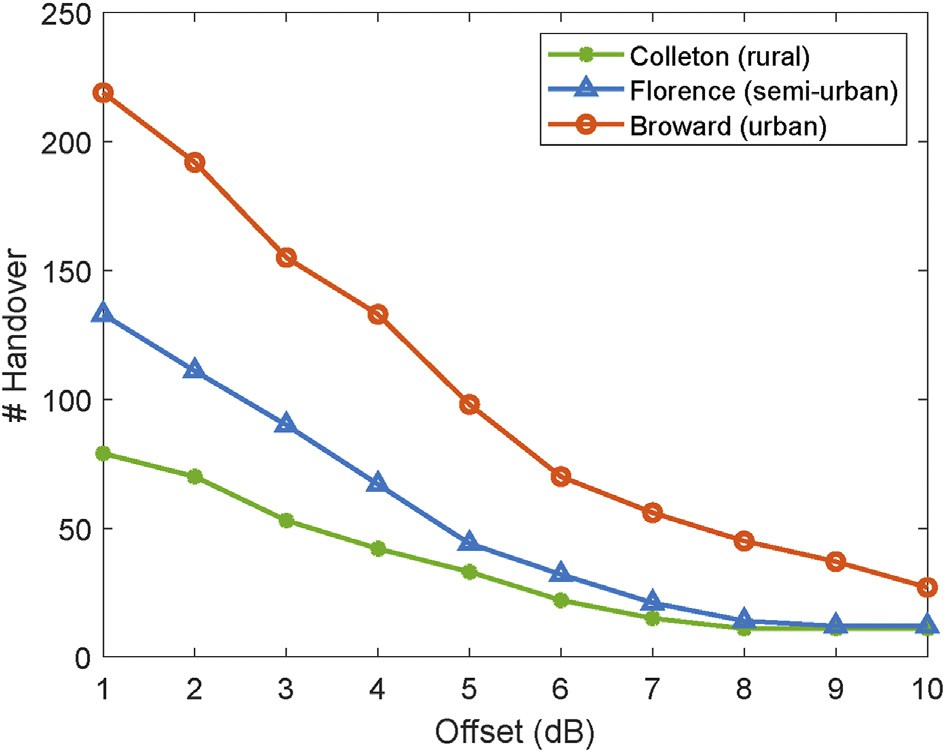 250
200
150
100
50
0
# Handover
Colleton (rural)
Florence (semi-urban)
Broward (urban)
1 2 3 4 5 6 7 8 9 10
Offset (dB)